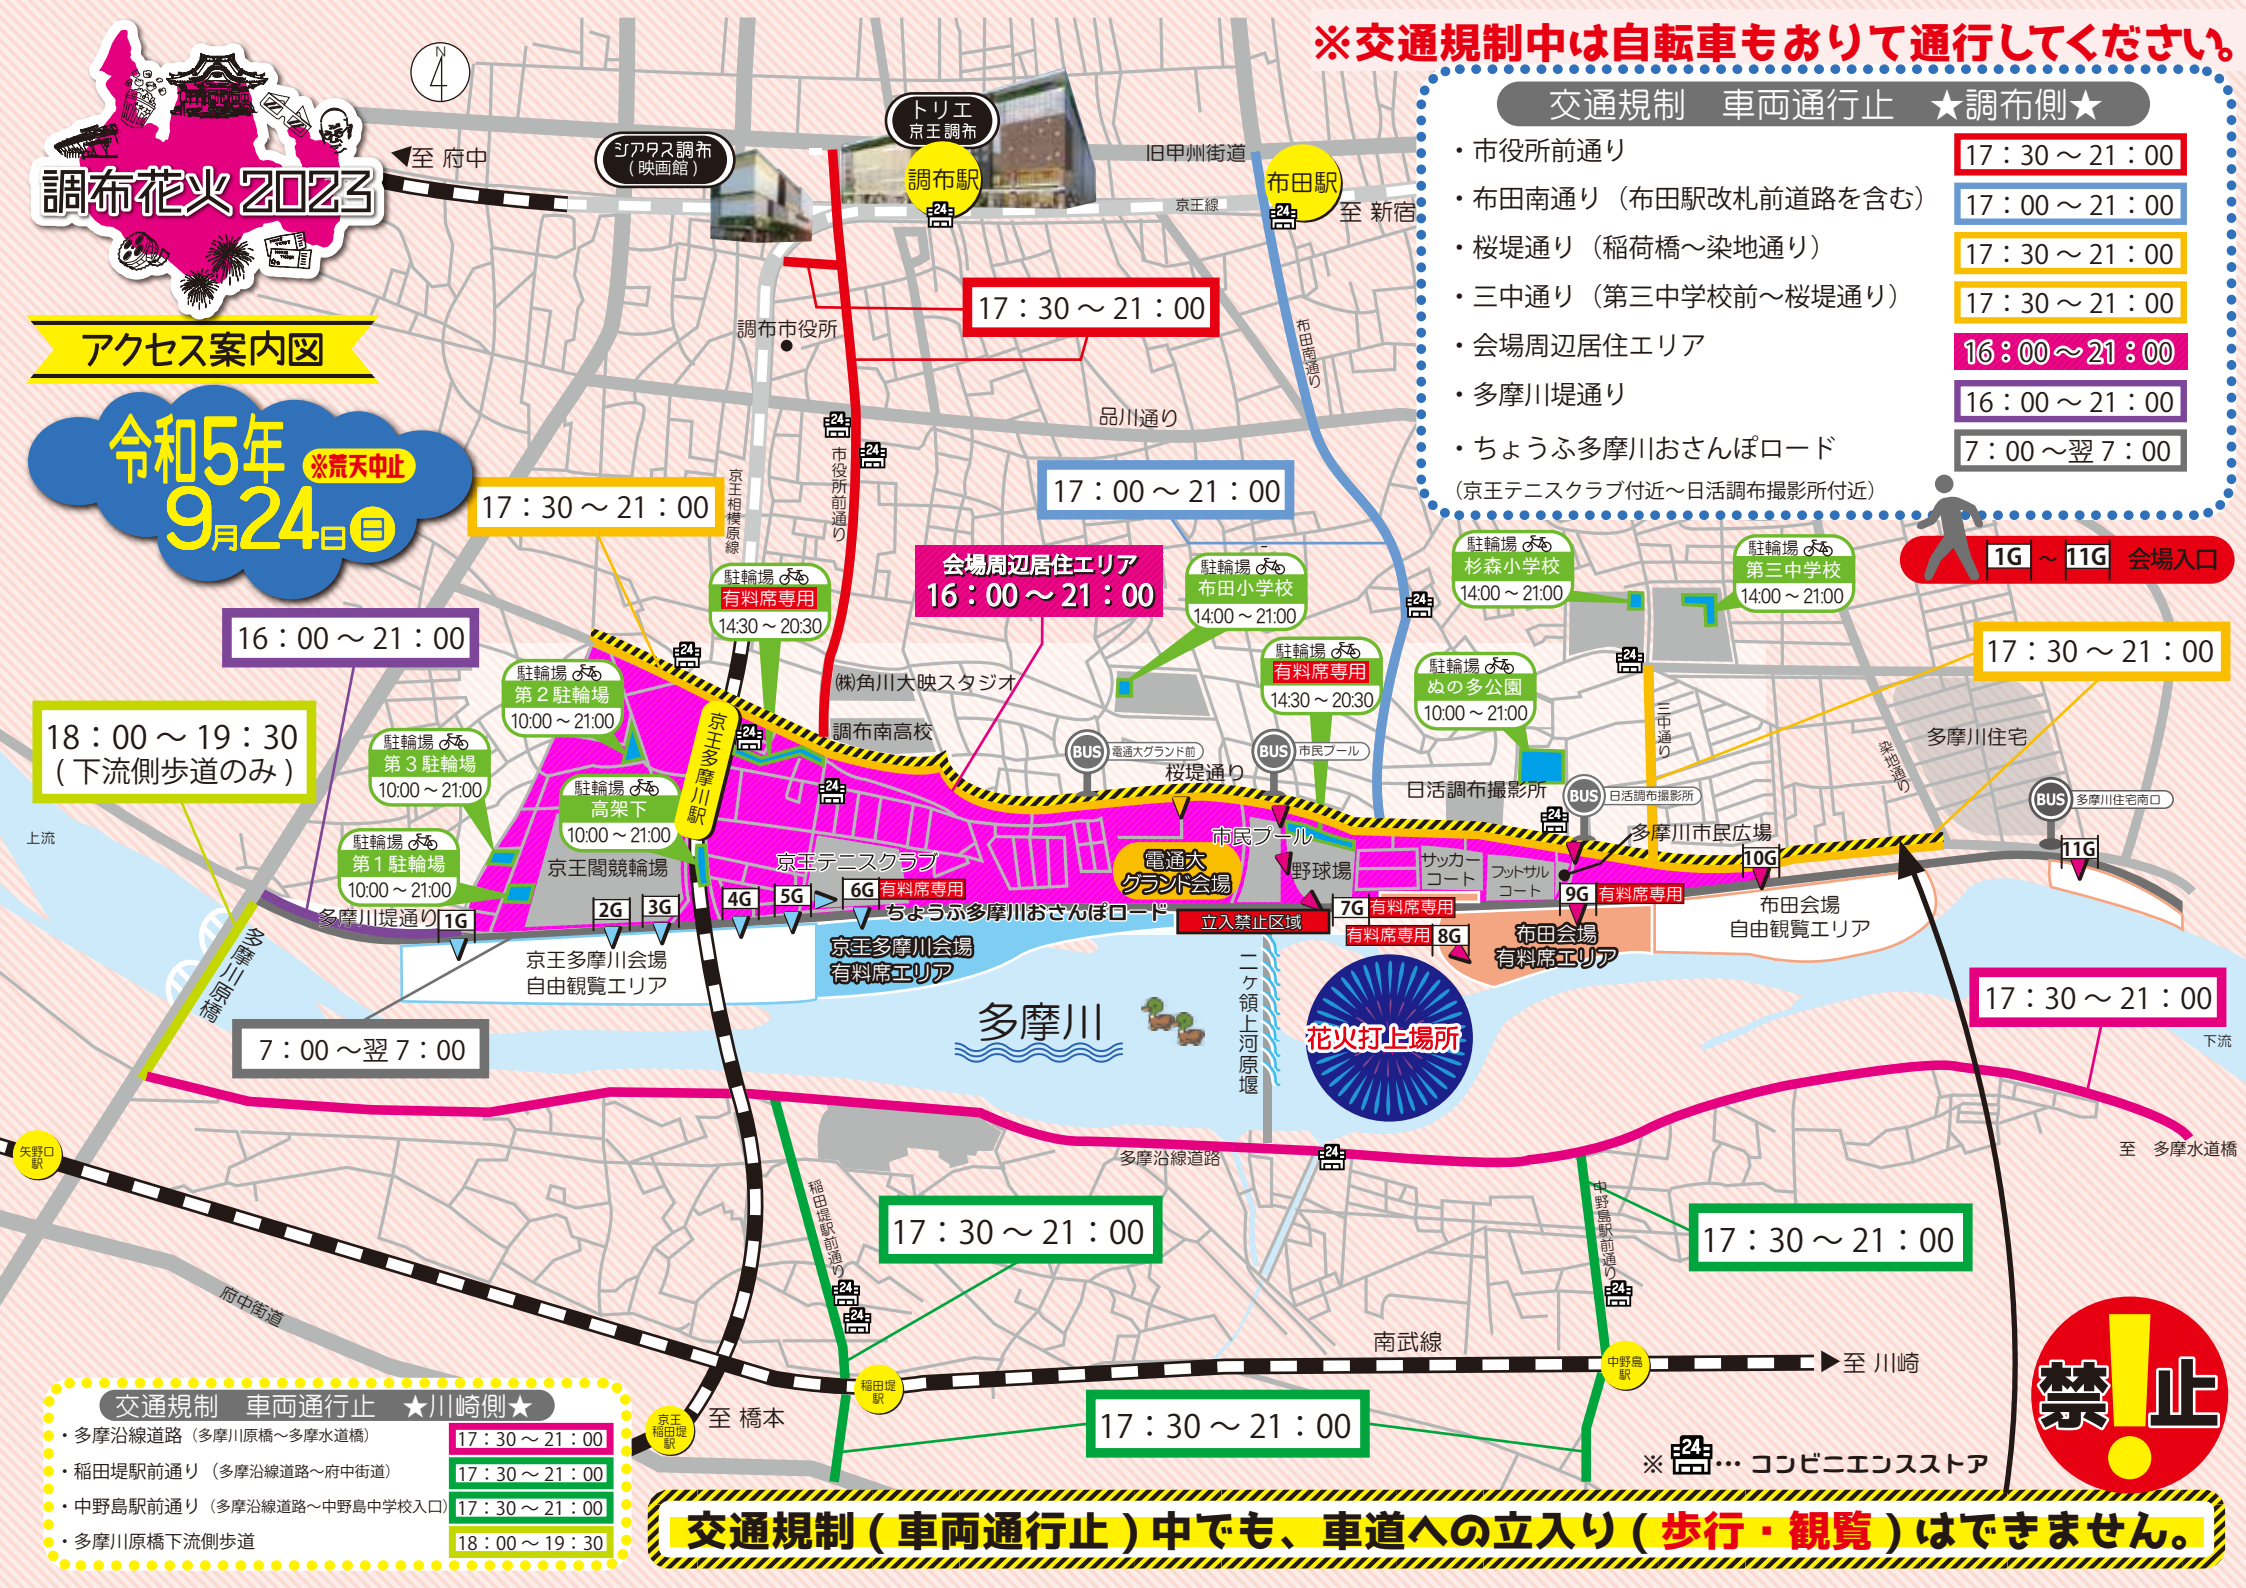 ※交通規制中は自転車もおりて通行してください。
調布花火2023
アクセス案内図
令和5年
※荒天中止
9月24日㊐
N
至 府中
シアタス調布
(映画館)
トリエ
京王調布
調布駅
旧甲州街道
布田駅
京王線
至 新宿
交通規制 車両通行止 ★調布側★
・市役所前通り 17:30~21:00
・布田南通り(布田駅改札前道路を含む) 17:00~21:00
・桜堤通り(稲荷橋~染地通り) 17:30~21:00
・三中通り(第三中学校前~桜堤通り) 17:30~21:00
・会場周辺居住エリア 16:00~21:00
・多摩川堤通り 16:00~21:00
・ちょうふ多摩川おさんぽロード 7:00~翌7:00
(京王テニスクラブ付近~日活調布撮影所付近)
1G ~ 11G 会場入口
17:30~21:00
調布市役所
布田南通り
品川通り
市役所前通り
京王相模原線
17:30~21:00
17:00~21:00
会場周辺居住エリア
16:00~21:00
16:00~21:00
18:00~19:30
(下流側歩道のみ)
17:30~21:00
駐輪場
有料席専用
14:30~20:30
駐輪場
布田小学校
14:00~21:00
駐輪場
杉森小学校
14:00~21:00
駐輪場
第三中学校
14:00~21:00
駐輪場
有料席専用
14:30~20:30
駐輪場
ぬの多公園
10:00~21:00
駐輪場
第2駐輪場
10:00~21:00
駐輪場
第3駐輪場
10:00~21:00
駐輪場
高架下
10:00~21:00
駐輪場
第1駐輪場
10:00~21:00
㈱角川大映スタジオ
調布南高校
京王多摩川駅
BUS 電通大グランド前
BUS 市民プール
桜堤通り
日活調布撮影所
BUS 日活調布撮影所
三中通り
染地通り
多摩川住宅
BUS 多摩川住宅南口
上流
京王閣競輪場
京王テニスクラブ
電通大
グランド会場
市民プール
野球場
サッカー
コート
フットサル
コート
多摩川市民広場
多摩川堤通り
1G
2G
3G
4G
5G
6G 有料席専用
7G 有料席専用
有料席専用 8G
9G 有料席専用
10G
11G
ちょうふ多摩川おさんぽロード
立入禁止区域
京王多摩川会場
自由観覧エリア
京王多摩川会場
有料席エリア
布田会場
有料席エリア
布田会場
自由観覧エリア
多摩川原橋
7:00~翌7:00
多摩川
二ヶ領上河原堰
花火打上場所
17:30~21:00
下流
多摩沿線道路
至 多摩水道橋
矢野口
駅
府中街道
稲田堤駅前通り
17:30~21:00
中野島駅前通り
17:30~21:00
南武線
中野島
駅
至 川崎
稲田堤
駅
京王
稲田堤
駅
至 橋本
17:30~21:00
禁!止
※ 24 … コンビニエンスストア
交通規制 車両通行止 ★川崎側★
・多摩沿線道路(多摩川原橋~多摩水道橋) 17:30~21:00
・稲田堤駅前通り(多摩沿線道路~府中街道) 17:30~21:00
・中野島駅前通り(多摩沿線道路~中野島中学校入口) 17:30~21:00
・多摩川原橋下流側歩道 18:00~19:30
交通規制(車両通行止)中でも、車道への立入り(歩行・観覧)はできません。